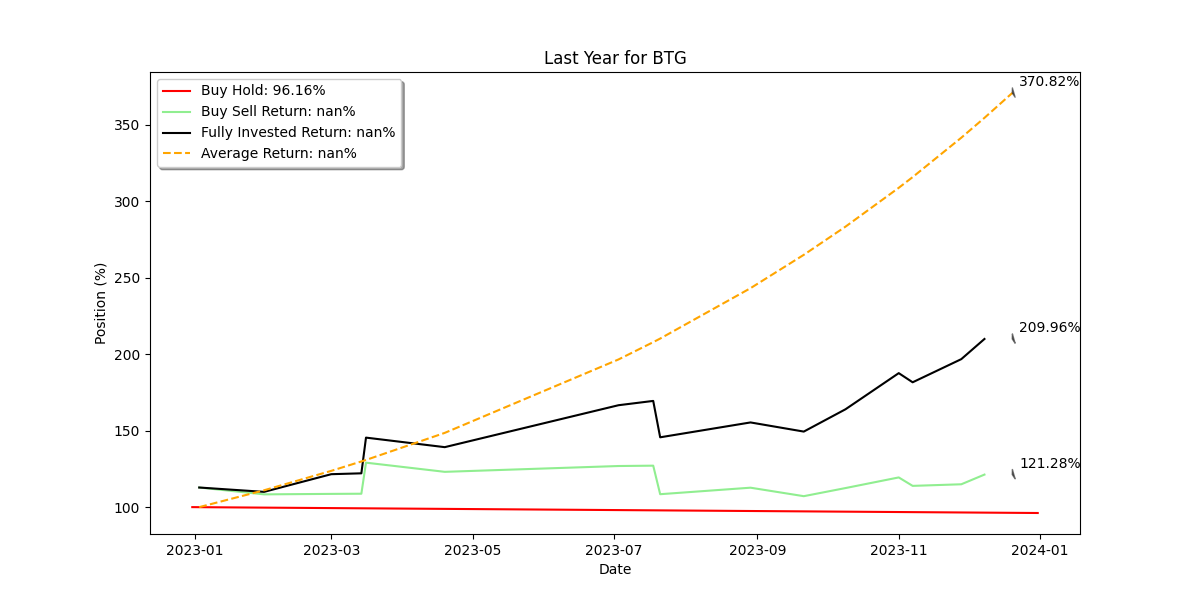 Last Year for BTG
Buy Hold: 96.16%
Buy Sell Return: nan%
Fully Invested Return: nan%
Average Return: nan%
370.82%
209.96%
121.28%
Position (%)
350
300
250
200
150
100
2023-01
2023-03
2023-05
2023-07
2023-09
2023-11
2024-01
Date